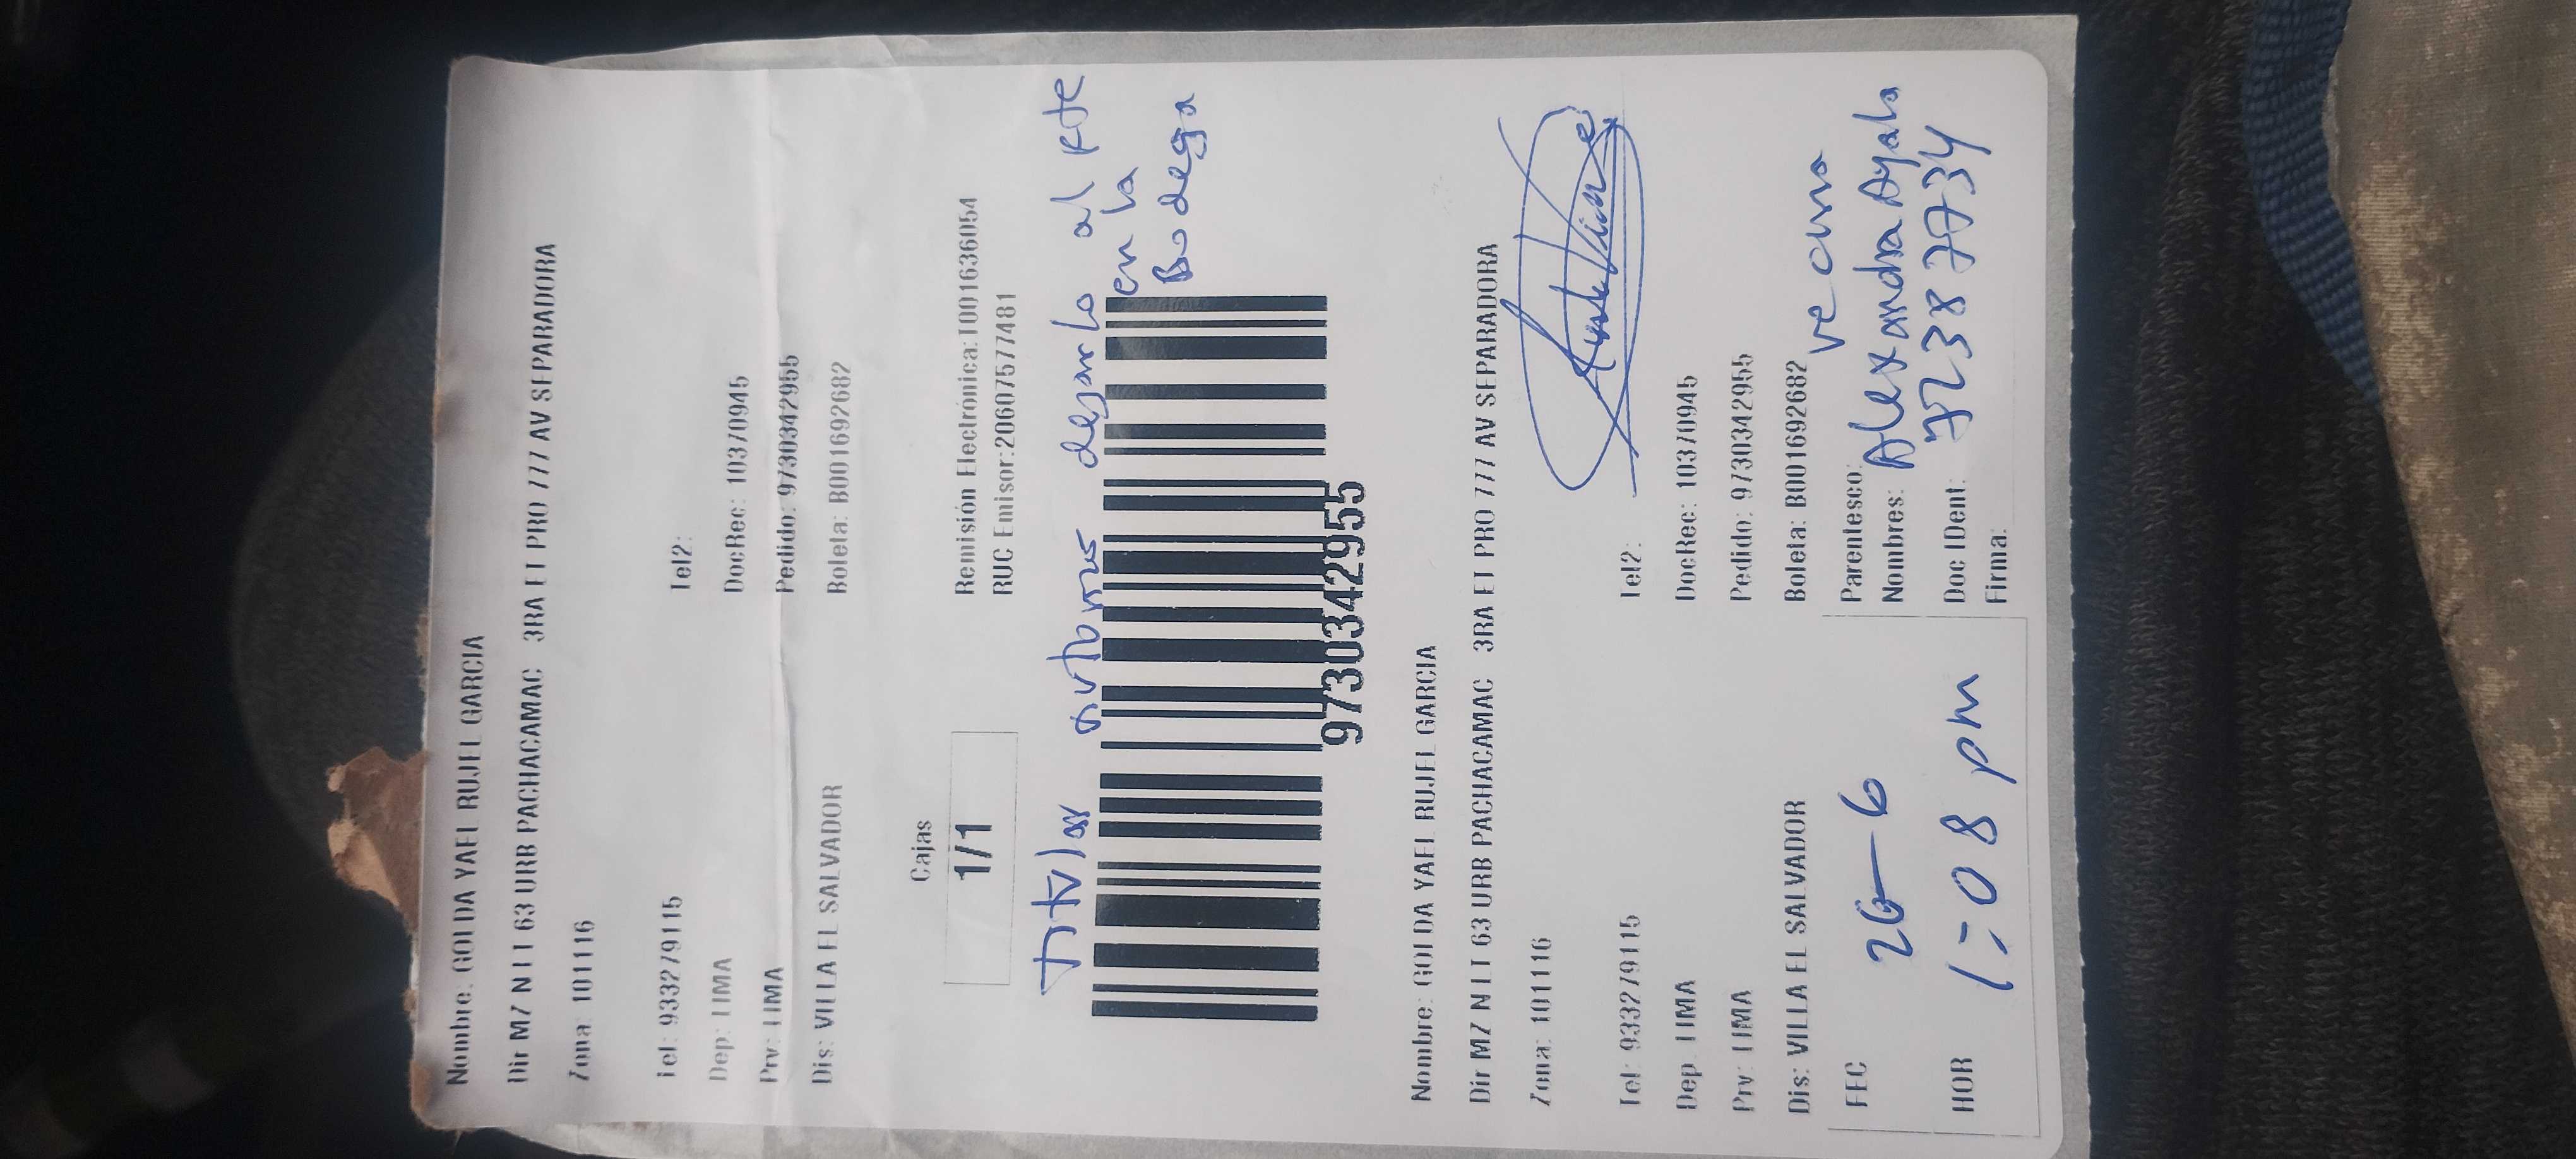 Nombre: GOLDA YAEL RUJEL GARCIA
Dir MZ N LT 63 URB PACHACAMAC 3RA ET PRO 777 AV SEPARADORA
Zona: 101116
Tel: 933279115 Tel2:
Dep: LIMA DocRec: 10370945
Prv: LIMA Pedido: 9730342955
Dis: VILLA EL SALVADOR Boleta: B001692682
Cajas
1/1
Remisión Electrónica:T001636054
RUC Emisor:20607577481
Titular autorizo dejarlo al pte
en la
Bodega
9730342955
Nombre: GOLDA YAEL RUJEL GARCIA
Dir MZ N LT 63 URB PACHACAMAC 3RA ET PRO 777 AV SEPARADORA
Zona: 101116
Tel: 933279115 Tel2:
Dep LIMA DocRec: 10370945
Prv: LIMA Pedido: 9730342955
Dis: VILLA EL SALVADOR Boleta: B001692682
FEC 26-6
HOR 1:08 pm
Parentesco: vecina
Nombres: Alexandra Ayala
Doc IDent: 72387734
Firma: